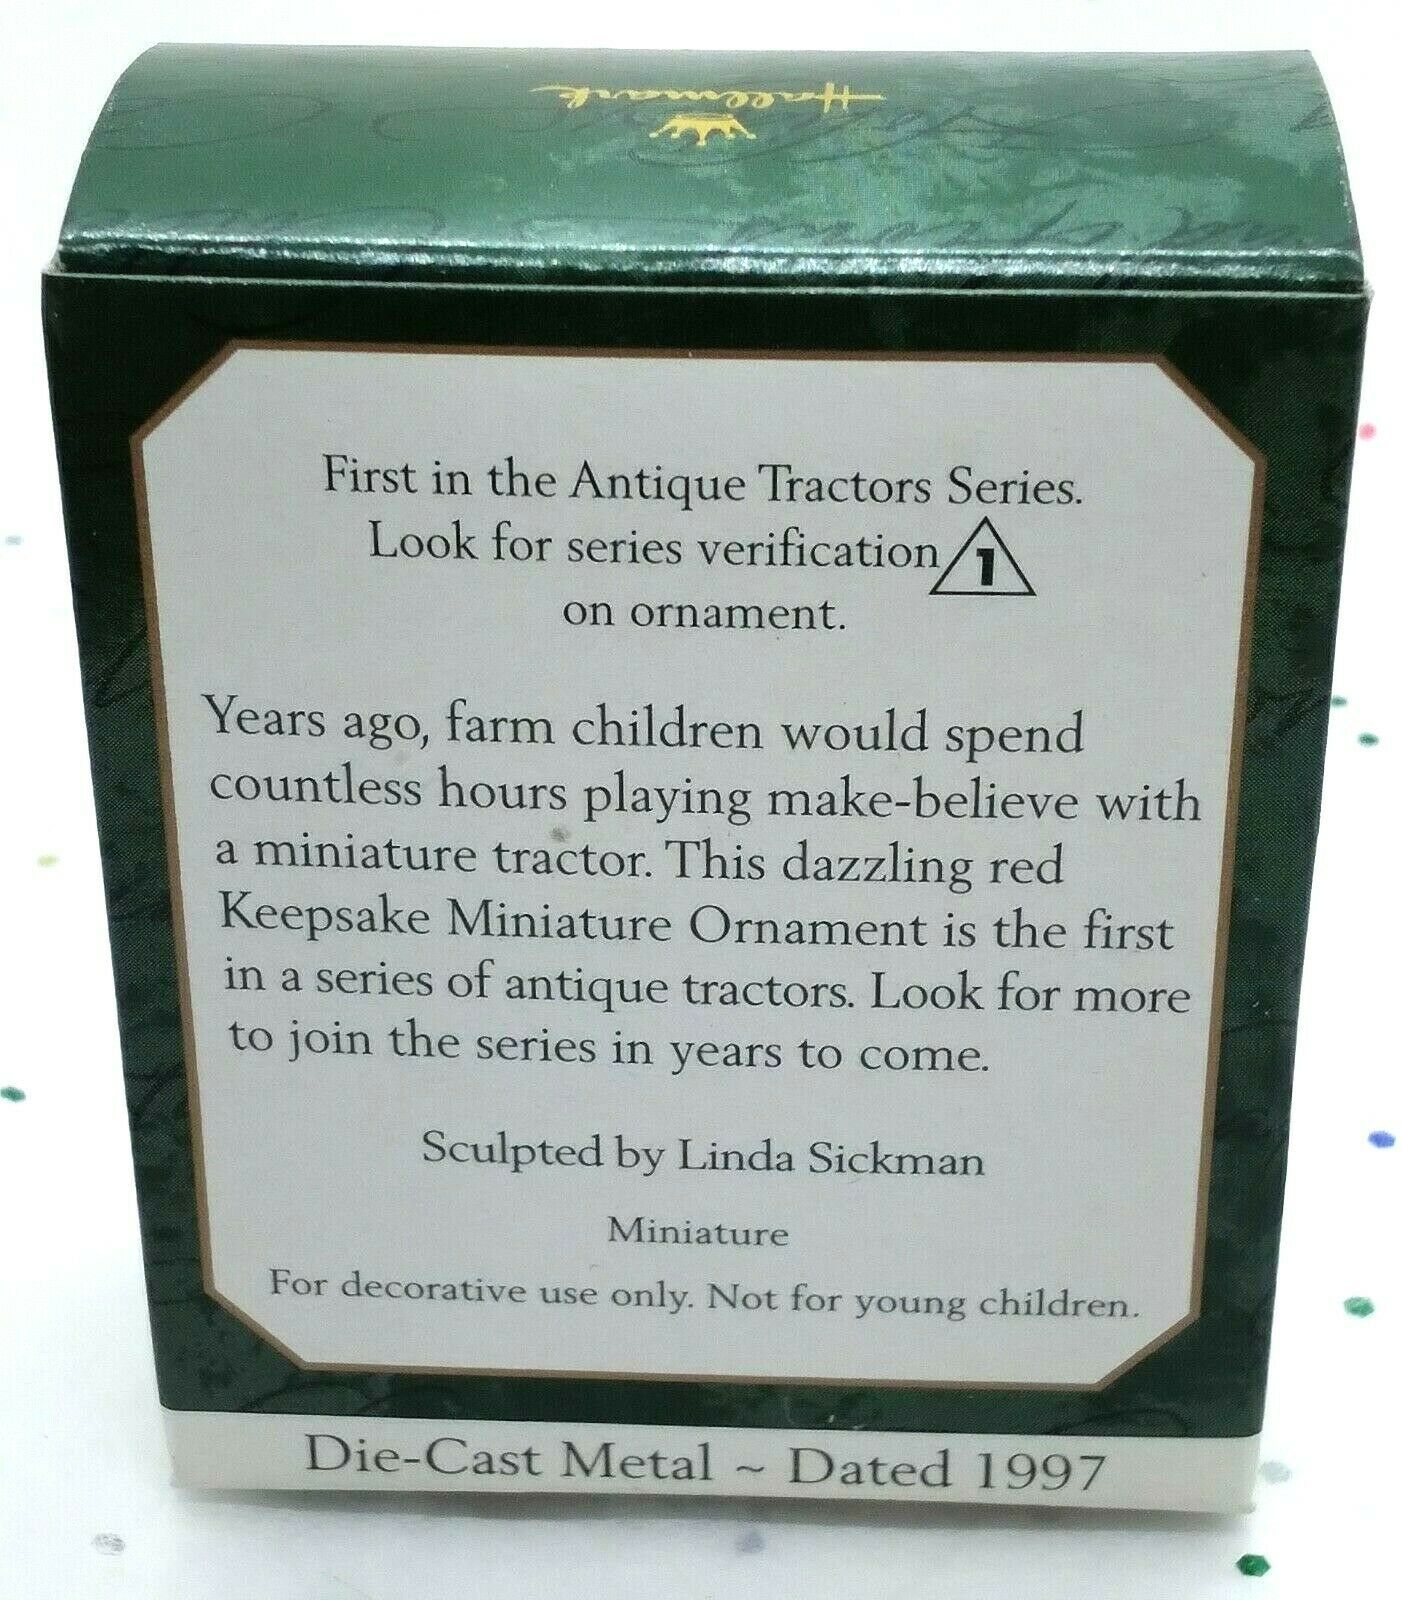 Hallmark
First in the Antique Tractors Series.
Look for series verification 1
on ornament.
Years ago, farm children would spend
countless hours playing make-believe with
a miniature tractor. This dazzling red
Keepsake Miniature Ornament is the first
in a series of antique tractors. Look for more
to join the series in years to come.
Sculpted by Linda Sickman
Miniature
For decorative use only. Not for young children.
Die-Cast Metal ~ Dated 1997